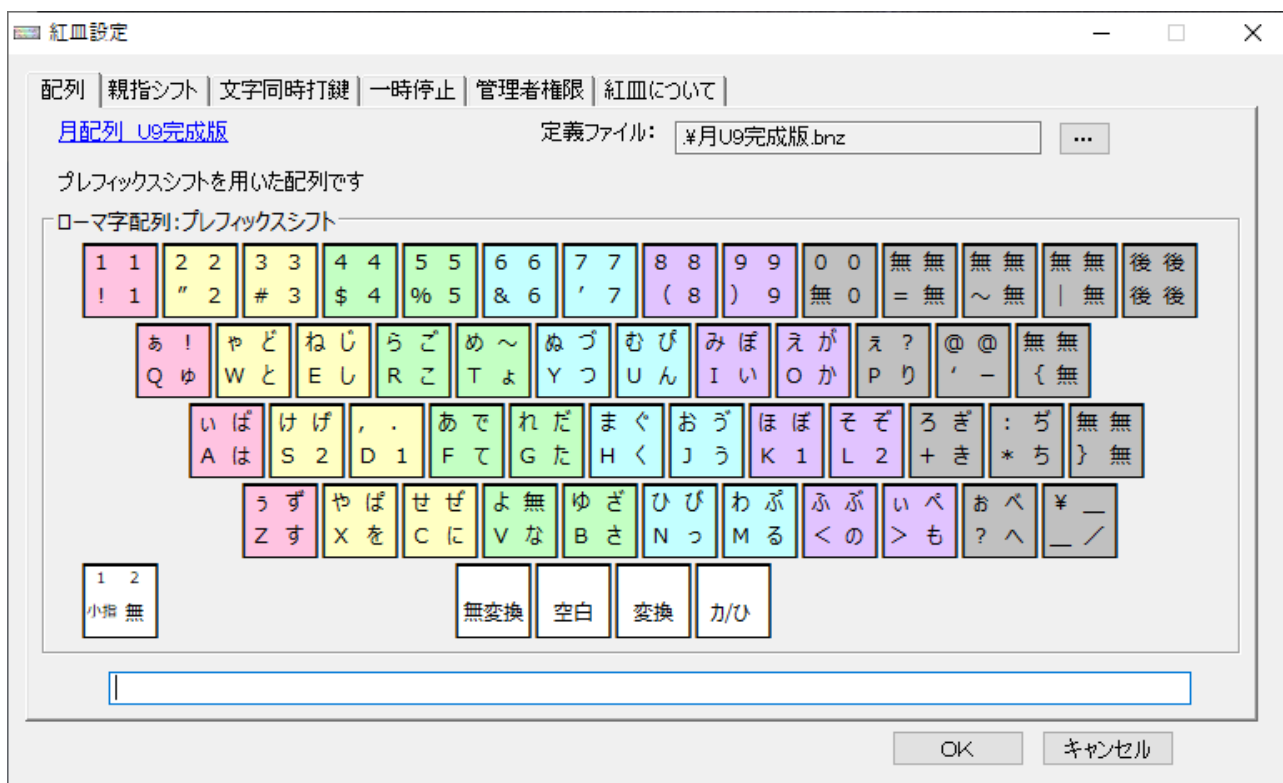 紅皿設定
配列 親指シフト 文字同時打鍵 一時停止 管理者権限 紅皿について
月配列 U9完成版 定義ファイル: .¥月U9完成版.bnz ...
プレフィックスシフトを用いた配列です
ローマ字配列:プレフィックスシフト
1 1 2 2 3 3 4 4 5 5 6 6 7 7 8 8 9 9 0 0 無 無 無 無 無 無 後 後
! 1 ” 2 # 3 $ 4 % 5 & 6 ’ 7 ( 8 ) 9 無 0 = 無 ~ 無 | 無 後 後
ぁ ! ゃ ど ね じ ら ご め ~ ぬ づ む ぴ み ぽ え が ぇ ? @ @ 無 無
Q ゅ W と E し R こ T ょ Y つ U ん I い O か P り ‘ - { 無
ぃ ば け げ , . あ で れ だ ま ぐ お ゔ ほ ぼ そ ぞ ろ ぎ : ぢ 無 無
A は S 2 D 1 F て G た H く J う K 1 L 2 + き * ち } 無
ぅ ず や ぱ せ ぜ よ 無 ゆ ざ ひ び わ ぷ ふ ぶ ぃ ペ ぉ べ ¥ _
Z す X を C に V な B さ N っ M る < の > も ? へ _ /
1 2
小指 無 無変換 空白 変換 カ/ひ
OK キャンセル